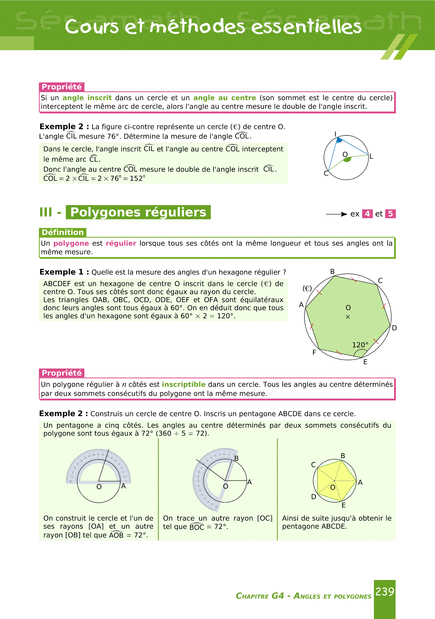 Sésamath Sésamath
Cours et méthodes essentielles
Propriété
Si un angle inscrit dans un cercle et un angle au centre (son sommet est le centre du cercle)
interceptent le même arc de cercle, alors l'angle au centre mesure le double de l'angle inscrit.
Exemple 2 : La figure ci-contre représente un cercle (𝒞) de centre O.
L'angle CIL mesure 76°. Détermine la mesure de l'angle COL.
Dans le cercle, l'angle inscrit CIL et l'angle au centre COL interceptent
le même arc CL.
Donc l'angle au centre COL mesure le double de l'angle inscrit CIL.
COL = 2 × CIL = 2 × 76° = 152°
I
O
L
C
III - Polygones réguliers
ex 4 et 5
Définition
Un polygone est régulier lorsque tous ses côtés ont la même longueur et tous ses angles ont la
même mesure.
Exemple 1 : Quelle est la mesure des angles d'un hexagone régulier ?
ABCDEF est un hexagone de centre O inscrit dans le cercle (𝒞) de
centre O. Tous ses côtés sont donc égaux au rayon du cercle.
Les triangles OAB, OBC, OCD, ODE, OEF et OFA sont équilatéraux
donc leurs angles sont tous égaux à 60°. On en déduit donc que tous
les angles d'un hexagone sont égaux à 60° × 2 = 120°.
B
C
(𝒞)
A
O
×
D
120°
F
E
Propriété
Un polygone régulier à n côtés est inscriptible dans un cercle. Tous les angles au centre déterminés
par deux sommets consécutifs du polygone ont la même mesure.
Exemple 2 : Construis un cercle de centre O. Inscris un pentagone ABCDE dans ce cercle.
Un pentagone a cinq côtés. Les angles au centre déterminés par deux sommets consécutifs du
polygone sont tous égaux à 72° (360 ÷ 5 = 72).
O A
B
O A
B
C
O A
D
E
On construit le cercle et l'un de
ses rayons [OA] et un autre
rayon [OB] tel que AOB = 72°.
On trace un autre rayon [OC]
tel que BOC = 72°.
Ainsi de suite jusqu'à obtenir le
pentagone ABCDE.
CHAPITRE G4 - ANGLES ET POLYGONES
239